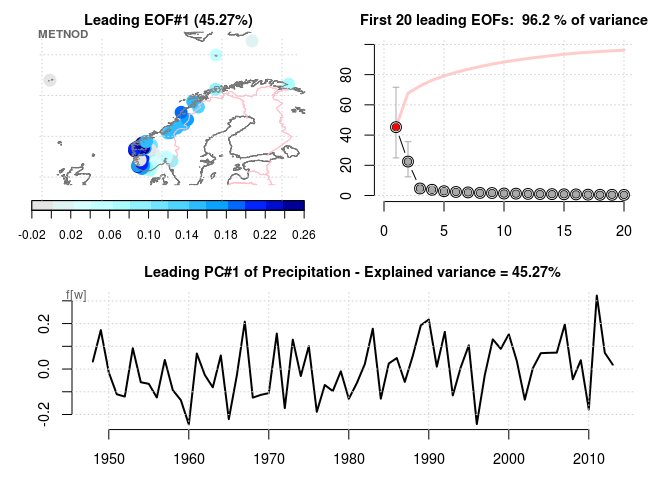 Leading EOF#1 (45.27%)
METNOD
-0.02 0.02 0.06 0.10 0.14 0.18 0.22 0.26
First 20 leading EOFs: 96.2 % of variance
80
60
40
20
0
0 5 10 15 20
Leading PC#1 of Precipitation - Explained variance = 45.27%
f[w]
0.2
0.0
-0.2
1950 1960 1970 1980 1990 2000 2010